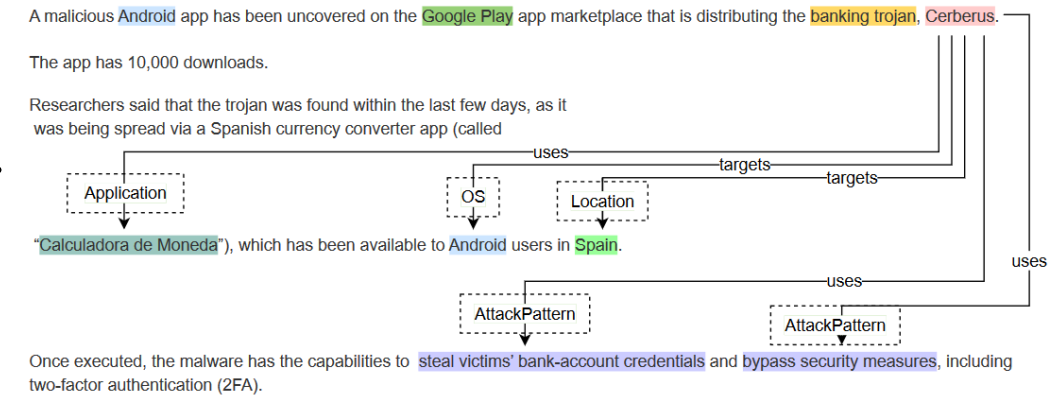 A malicious Android app has been uncovered on the Google Play app marketplace that is distributing the banking trojan, Cerberus.
The app has 10,000 downloads.
Researchers said that the trojan was found within the last few days, as it
was being spread via a Spanish currency converter app (called
uses
targets
targets
Application
OS
Location
“Calculadora de Moneda”), which has been available to Android users in Spain.
uses
uses
AttackPattern
AttackPattern
Once executed, the malware has the capabilities to steal victims’ bank-account credentials and bypass security measures, including
two-factor authentication (2FA).